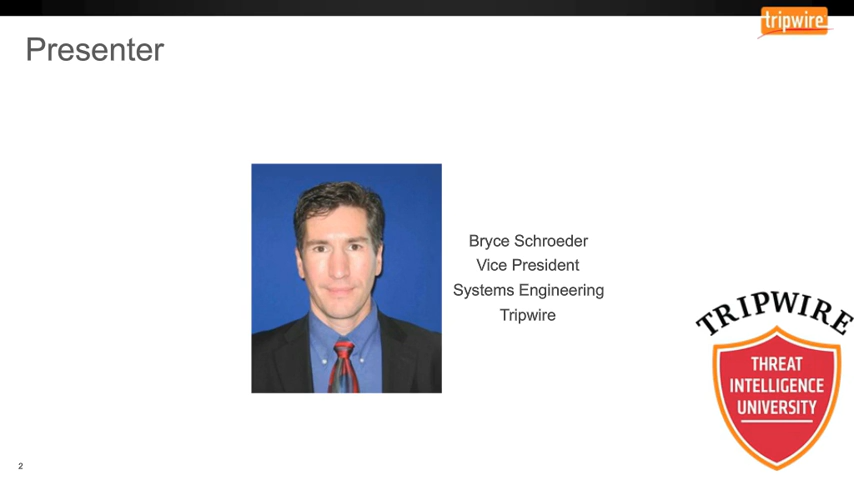 tripwire
Presenter
Bryce Schroeder
Vice President
Systems Engineering
Tripwire
TRIPWIRE
THREAT
INTELLIGENCE
UNIVERSITY
2